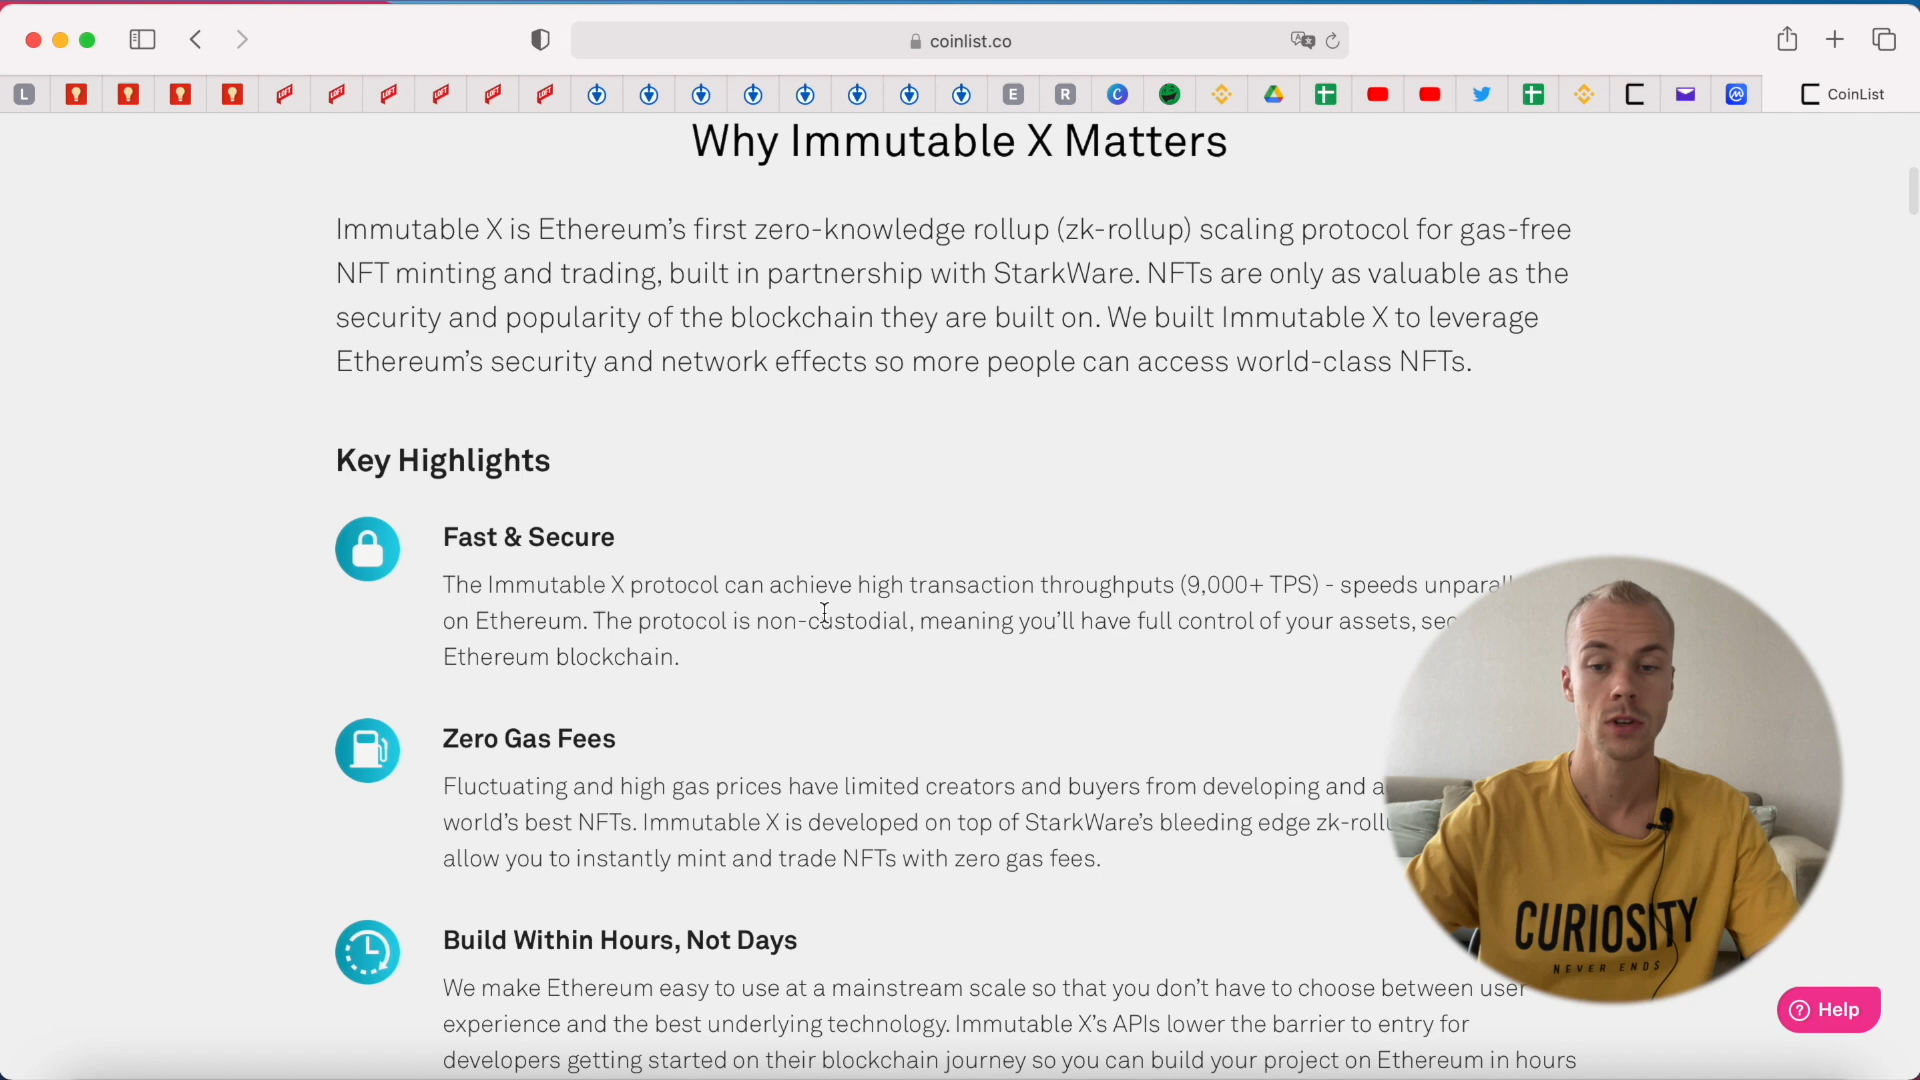 coinlist.co
L
E
R
CoinList
Why Immutable X Matters
Immutable X is Ethereum’s first zero-knowledge rollup (zk-rollup) scaling protocol for gas-free
NFT minting and trading, built in partnership with StarkWare. NFTs are only as valuable as the
security and popularity of the blockchain they are built on. We built Immutable X to leverage
Ethereum’s security and network effects so more people can access world-class NFTs.
Key Highlights
Fast & Secure
The Immutable X protocol can achieve high transaction throughputs (9,000+ TPS) - speeds
on Ethereum. The protocol is non-custodial, meaning you’ll have full control of your assets,
Ethereum blockchain.
Zero Gas Fees
Fluctuating and high gas prices have limited creators and buyers from developing and
world’s best NFTs. Immutable X is developed on top of StarkWare’s bleeding edge
allow you to instantly mint and trade NFTs with zero gas fees.
Build Within Hours, Not Days
We make Ethereum easy to use at a mainstream scale so that you don’t have to choose between user
experience and the best underlying technology. Immutable X’s APIs lower the barrier to entry for
developers getting started on their blockchain journey so you can build your project on Ethereum in hours
CURIOSITY
NEVER ENDS
Help